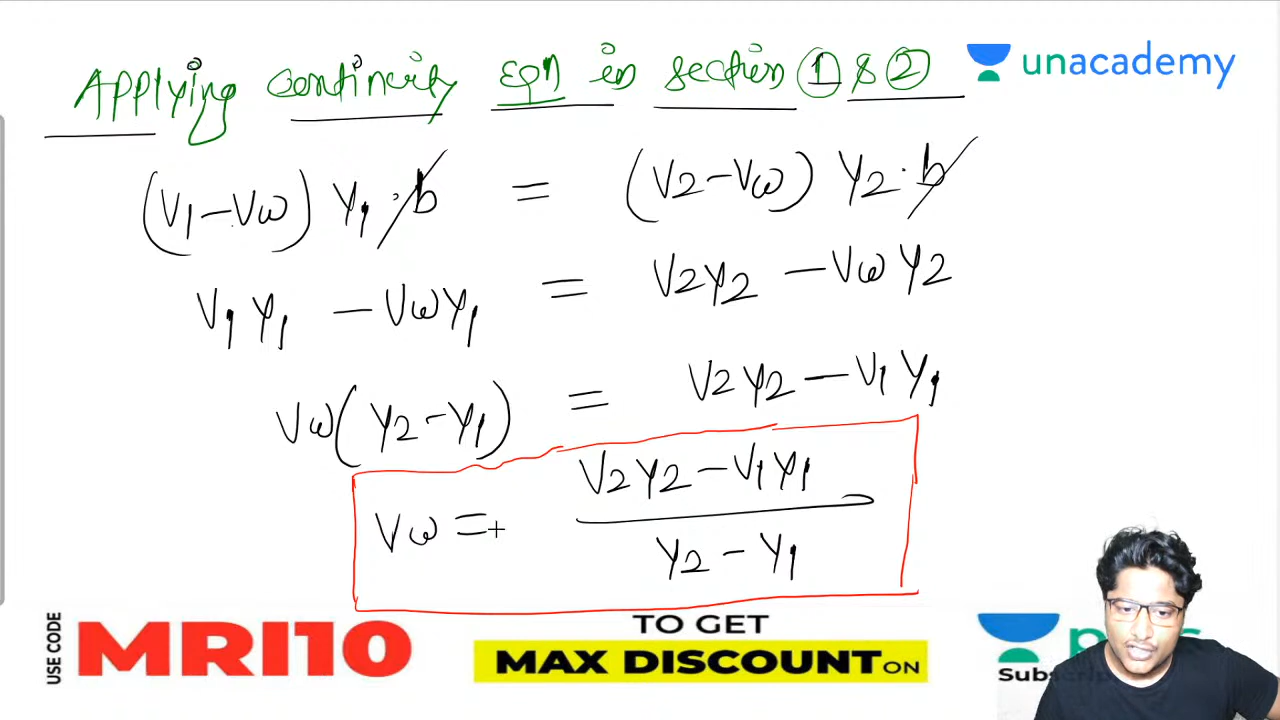 Applying continuity Eqn in section ① & ②
unacademy
(V1-Vω) Y1.b = (V2-Vω) Y2.b
V1Y1 - VωY1 = V2Y2 - VωY2
Vω(Y2-Y1) = V2Y2 - V1Y1
Vω = V2Y2 - V1Y1
Y2 - Y1
USE CODE
MRI10
TO GET
MAX DISCOUNT ON